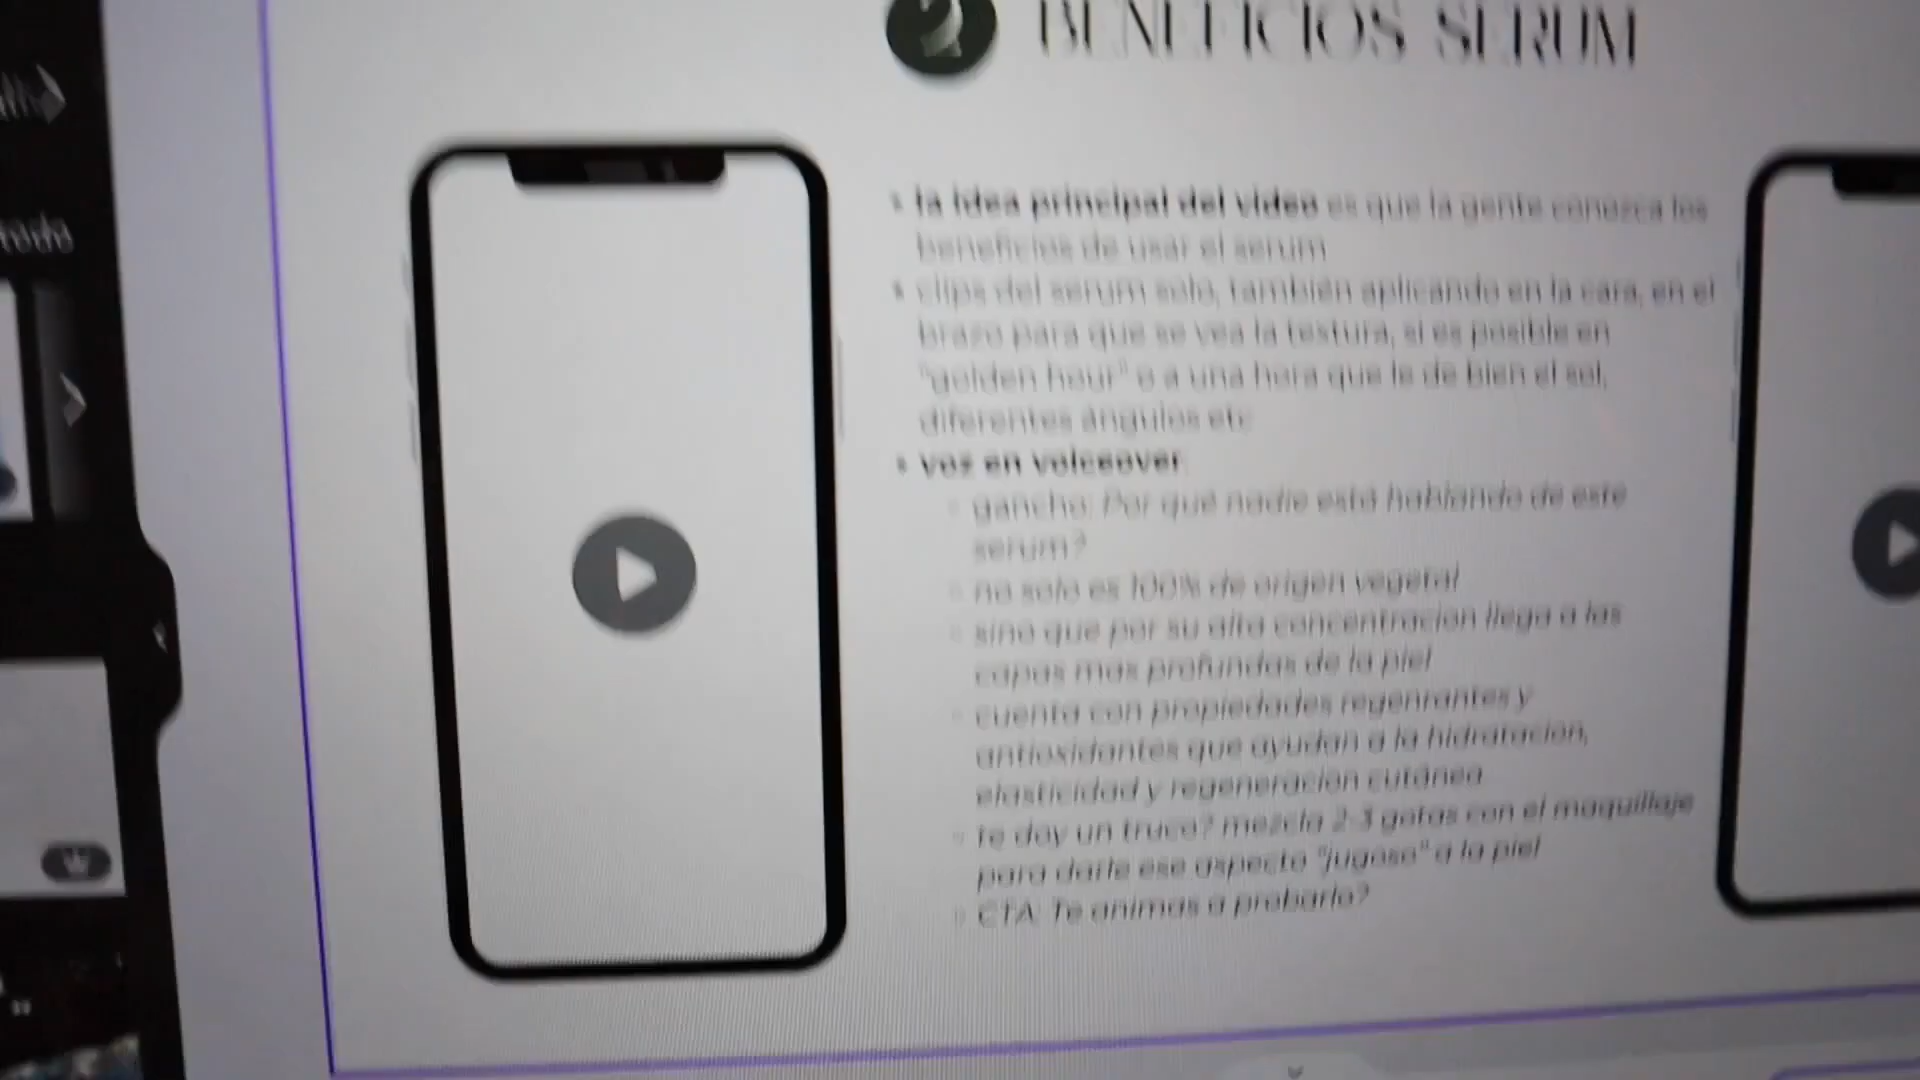 BENEFICIOS SERUM
todo
la idea principal del video es que la gente conozca los
beneficios de usar el serum
clips del serum solo, también aplicando en la cara, en el
brazo para que se vea la textura, si es posible en
"golden hour" o a una hora que le de bien el sol,
diferentes ángulos etc
voz en voiceover
gancho: Por qué nadie está hablando de este
serum?
no solo es 100% de origen vegetal
sino que por su alta concentracion llega a las
capas mas profundas de la piel
cuenta con propiedades regenrantes y
antioxidantes que ayudan a la hidratacion,
elasticidad y regeneracion cutánea
te doy un truco? mezcla 2-3 gotas con el maquillaje
para darle ese aspecto "jugoso" a la piel
CTA: Te animas a probarlo?